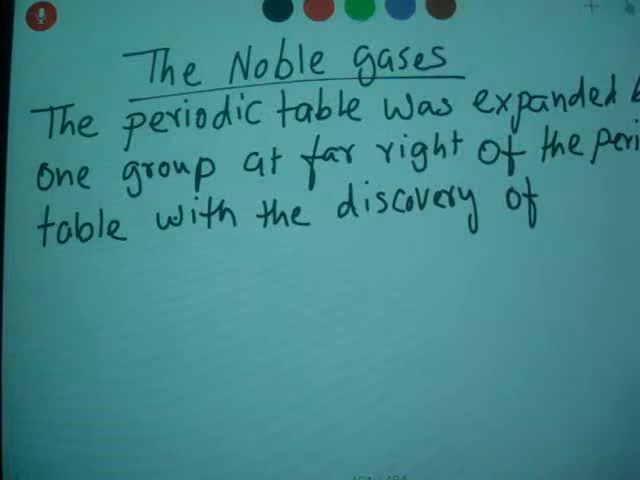 The Noble gases
The periodic table was expanded
one group at far right of the
table with the discovery of